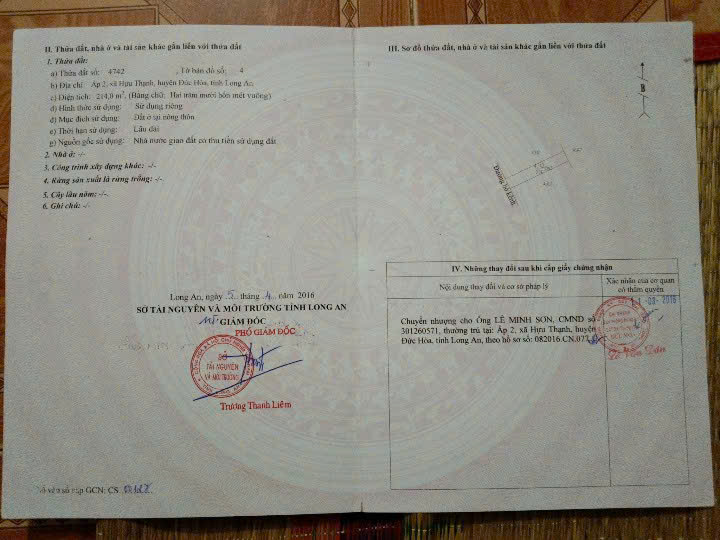 II. Thửa đất, nhà ở và tài sản khác gắn liền với thửa đất
1. Thửa đất:
a) Thửa đất số: 4742 , Tờ bản đồ số: 4
b) Địa chỉ: Ấp 2, xã Hựu Thạnh, huyện Đức Hòa, tỉnh Long An.
c) Diện tích: 214,0 m², (Bằng chữ: Hai trăm mười bốn mét vuông)
d) Hình thức sử dụng: Sử dụng riêng
đ) Mục đích sử dụng: Đất ở tại nông thôn
e) Thời hạn sử dụng: Lâu dài
g) Nguồn gốc sử dụng: Nhà nước giao đất có thu tiền sử dụng đất
2. Nhà ở: -/-
3. Công trình xây dựng khác: -/-
4. Rừng sản xuất là rừng trồng: -/-
5. Cây lâu năm: -/-
6. Ghi chú: -/-
Long An, ngày 5 tháng 4 năm 2016
SỞ TÀI NGUYÊN VÀ MÔI TRƯỜNG TỈNH LONG AN
GIÁM ĐỐC
PHÓ GIÁM ĐỐC
SỞ
TÀI NGUYÊN
VÀ MÔI TRƯỜNG
Trương Thanh Liêm
Số vào sổ cấp GCN: CS
III. Sơ đồ thửa đất, nhà ở và tài sản khác gắn liền với thửa đất
B
IV. Những thay đổi sau khi cấp giấy chứng nhận
Nội dung thay đổi và cơ sở pháp lý
Xác nhận của cơ quan
có thẩm quyền
11-08-2016
Chuyển nhượng cho Ông LÊ MINH SƠN, CMND số
301260571, thường trú tại: Ấp 2, xã Hựu Thạnh, huyện
Đức Hòa, tỉnh Long An, theo hồ sơ số: 082016.CN.077